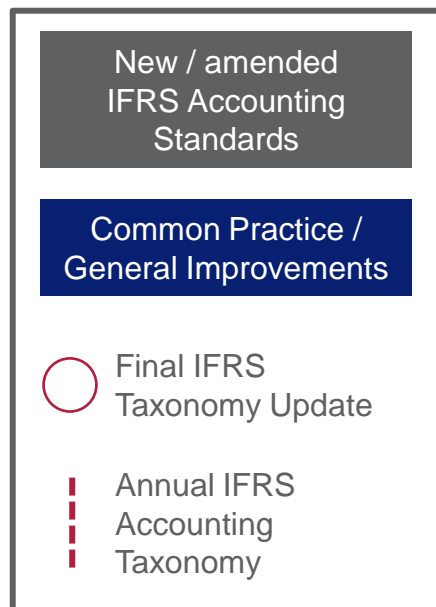 New / amended
IFRS Accounting
Standards
Common Practice /
General Improvements
Final IFRS
Taxonomy Update
Annual IFRS
Accounting
Taxonomy